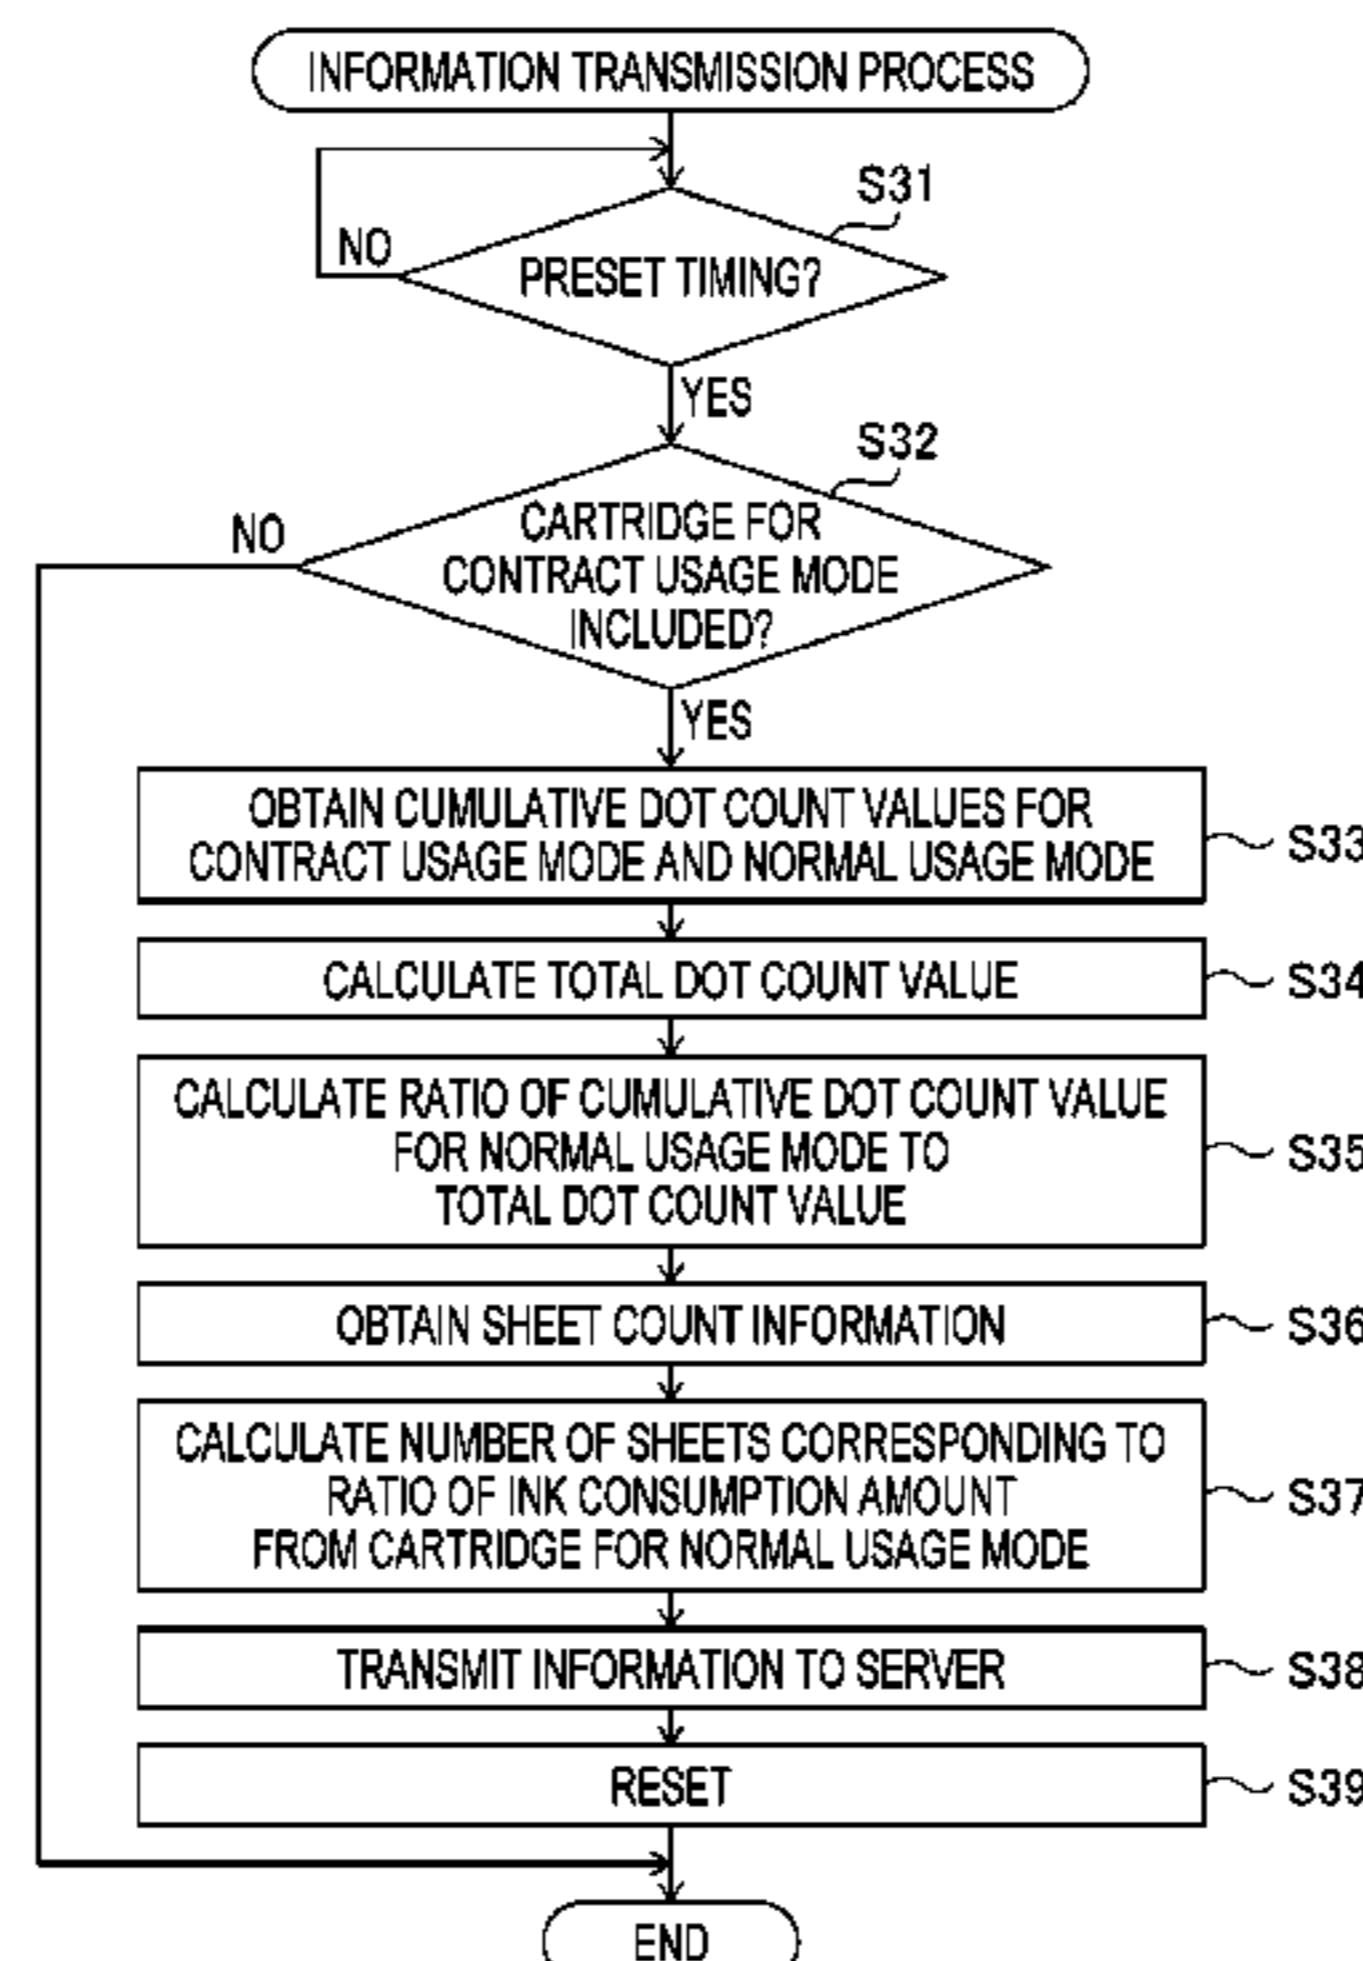 INFORMATION TRANSMISSION PROCESS
S31
NO
PRESET TIMING?
YES
S32
NO
CARTRIDGE FOR
CONTRACT USAGE MODE
INCLUDED?
YES
OBTAIN CUMULATIVE DOT COUNT VALUES FOR
CONTRACT USAGE MODE AND NORMAL USAGE MODE
S33
CALCULATE TOTAL DOT COUNT VALUE
S34
CALCULATE RATIO OF CUMULATIVE DOT COUNT VALUE
FOR NORMAL USAGE MODE TO
TOTAL DOT COUNT VALUE
S35
OBTAIN SHEET COUNT INFORMATION
S36
CALCULATE NUMBER OF SHEETS CORRESPONDING TO
RATIO OF INK CONSUMPTION AMOUNT
FROM CARTRIDGE FOR NORMAL USAGE MODE
S37
TRANSMIT INFORMATION TO SERVER
S38
RESET
S39
END